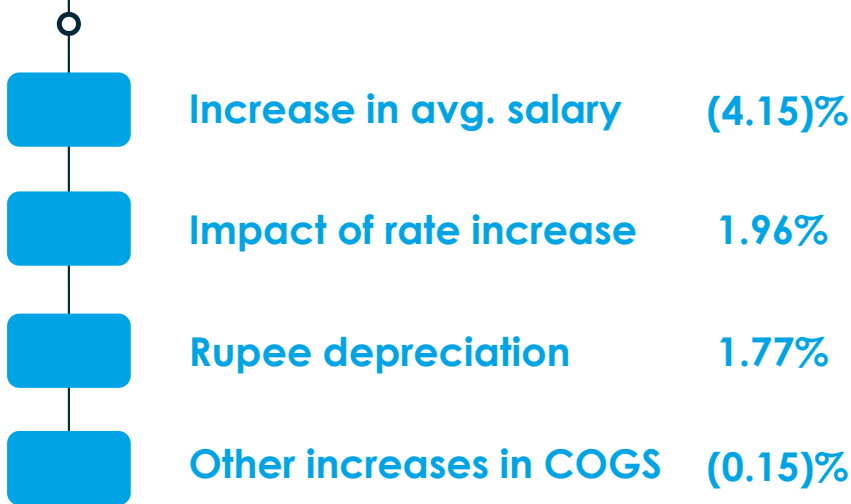 Increase in avg. salary (4.15)%
Impact of rate increase 1.96%
Rupee depreciation 1.77%
Other increases in COGS (0.15)%